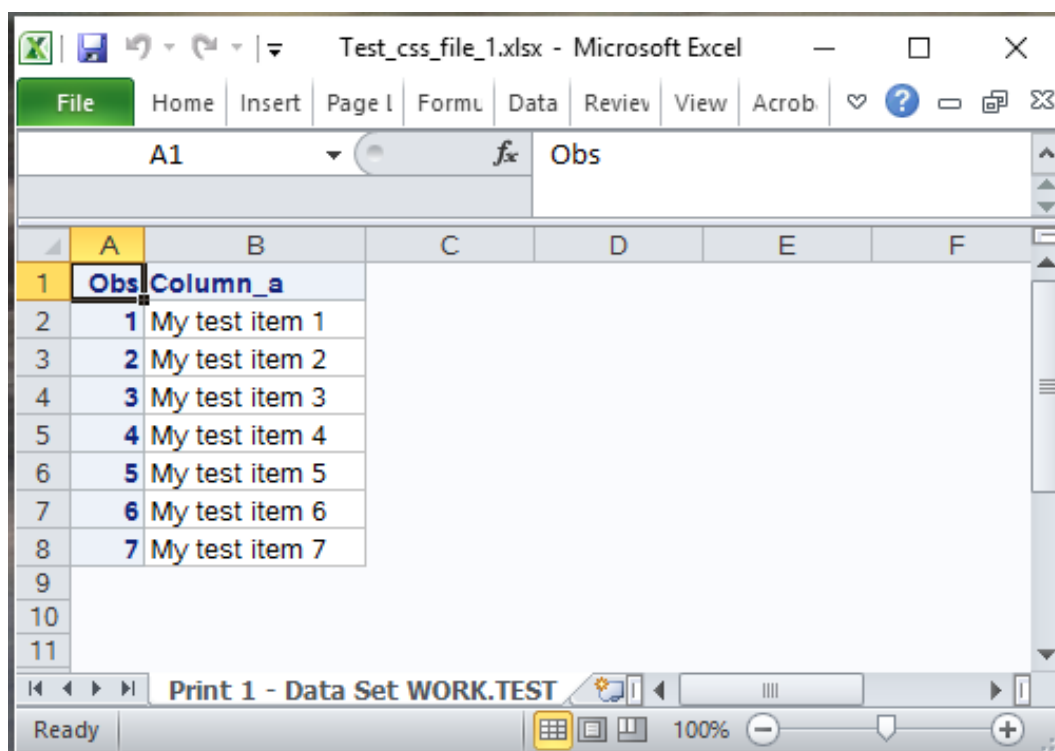 Test_css_file_1.xlsx - Microsoft Excel
File Home Insert Page L Formu Data Review View Acrob
A1 fx Obs
A B C D E F
1 Obs Column_a
2 1 My test item 1
3 2 My test item 2
4 3 My test item 3
5 4 My test item 4
6 5 My test item 5
7 6 My test item 6
8 7 My test item 7
9
10
11
Print 1 - Data Set WORK.TEST
Ready 100%